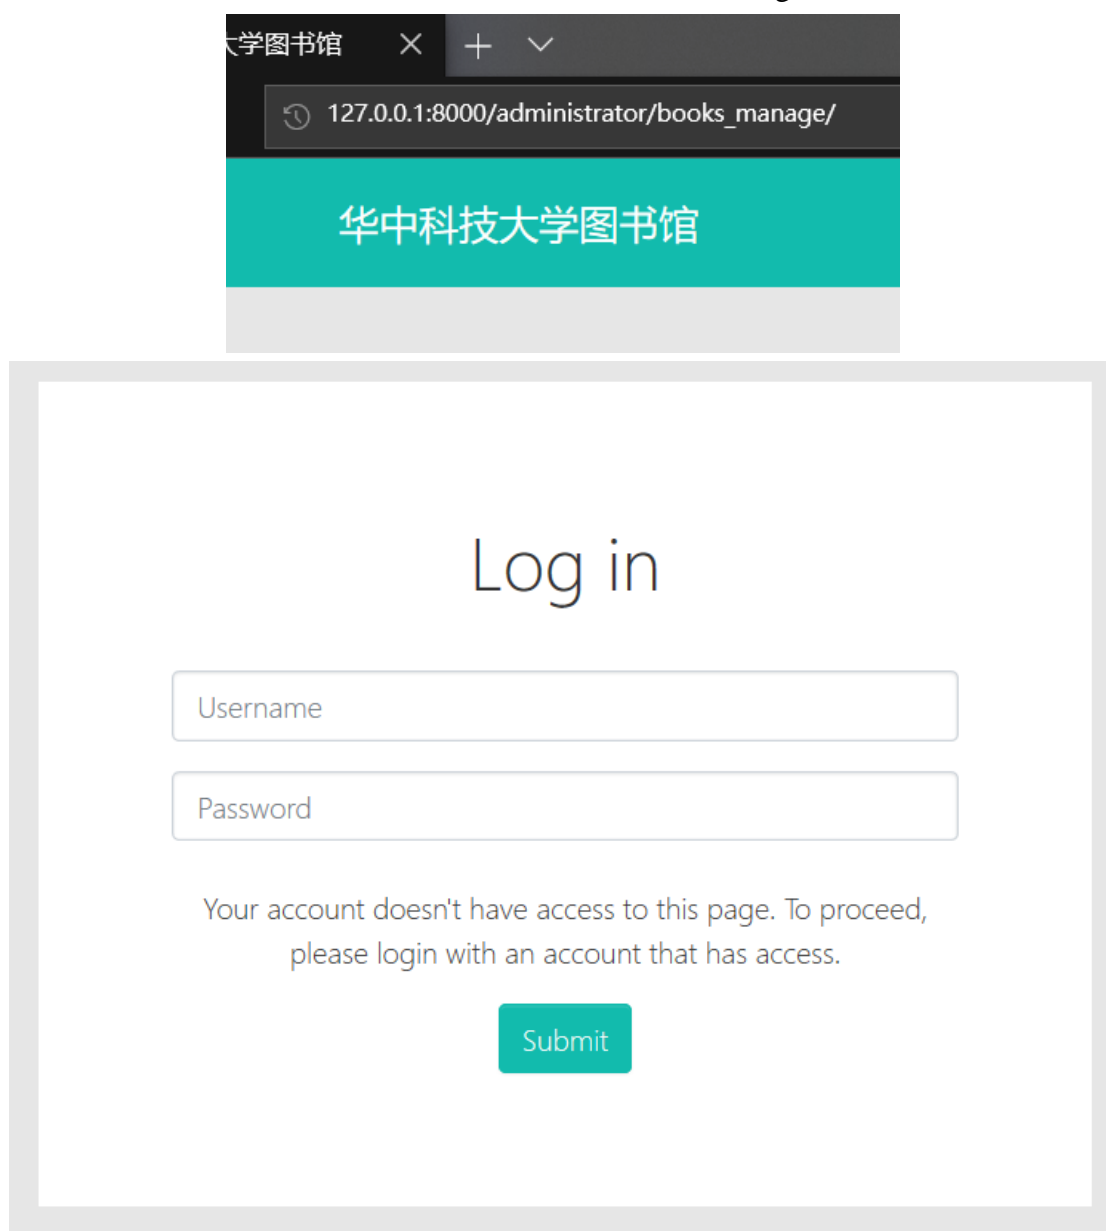 大学图书馆
127.0.0.1:8000/administrator/books_manage/
华中科技大学图书馆
Log in
Username
Password
Your account doesn't have access to this page. To proceed,
please login with an account that has access.
Submit